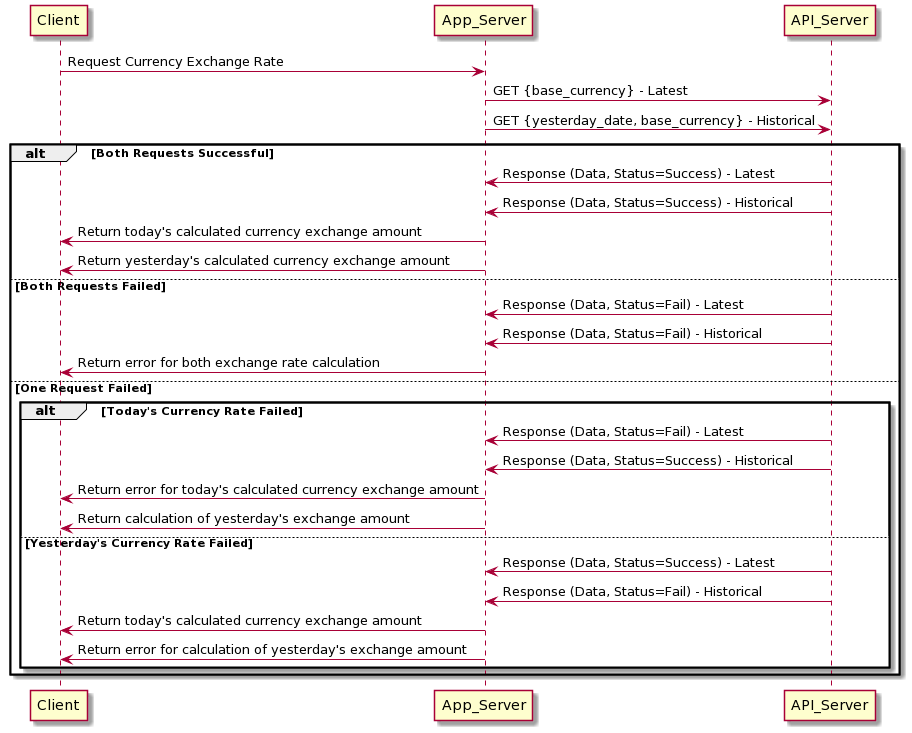 Client App_Server API_Server
Request Currency Exchange Rate
GET {base_currency} - Latest
GET {yesterday_date, base_currency} - Historical
alt [Both Requests Successful]
Response (Data, Status=Success) - Latest
Response (Data, Status=Success) - Historical
Return today's calculated currency exchange amount
Return yesterday's calculated currency exchange amount
[Both Requests Failed]
Response (Data, Status=Fail) - Latest
Response (Data, Status=Fail) - Historical
Return error for both exchange rate calculation
[One Request Failed]
alt [Today's Currency Rate Failed]
Response (Data, Status=Fail) - Latest
Response (Data, Status=Success) - Historical
Return error for today's calculated currency exchange amount
Return calculation of yesterday's exchange amount
[Yesterday's Currency Rate Failed]
Response (Data, Status=Success) - Latest
Response (Data, Status=Fail) - Historical
Return today's calculated currency exchange amount
Return error for calculation of yesterday's exchange amount
Client App_Server API_Server